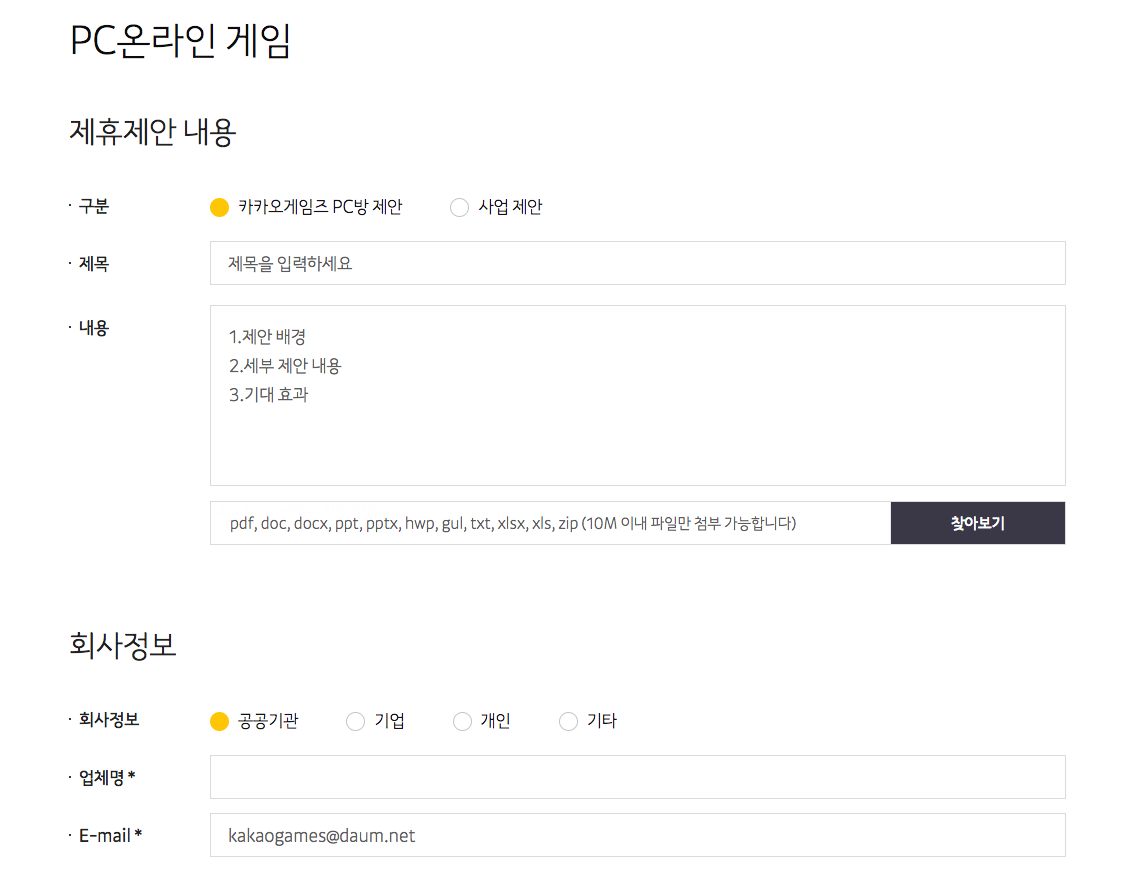 PC온라인 게임
제휴제안 내용
· 구분 카카오게임즈 PC방 제안 사업 제안
· 제목 제목을 입력하세요
· 내용 1.제안 배경
2.세부 제안 내용
3.기대 효과
pdf, doc, docx, ppt, pptx, hwp, gul, txt, xlsx, xls, zip (10M 이내 파일만 첨부 가능합니다) 찾아보기
회사정보
· 회사정보 공공기관 기업 개인 기타
· 업체명 *
· E-mail * kakaogames@daum.net